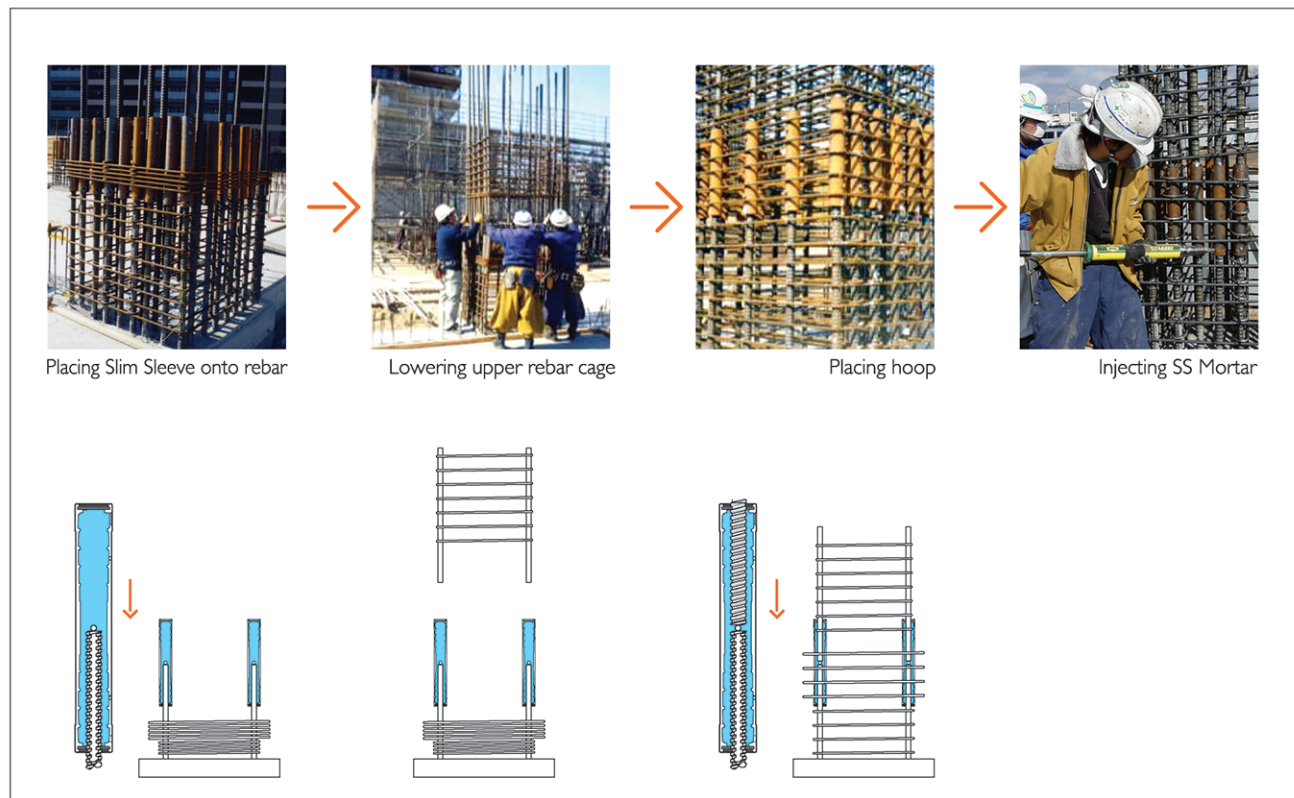 Placing Slim Sleeve onto rebar
Lowering upper rebar cage
Placing hoop
Injecting SS Mortar